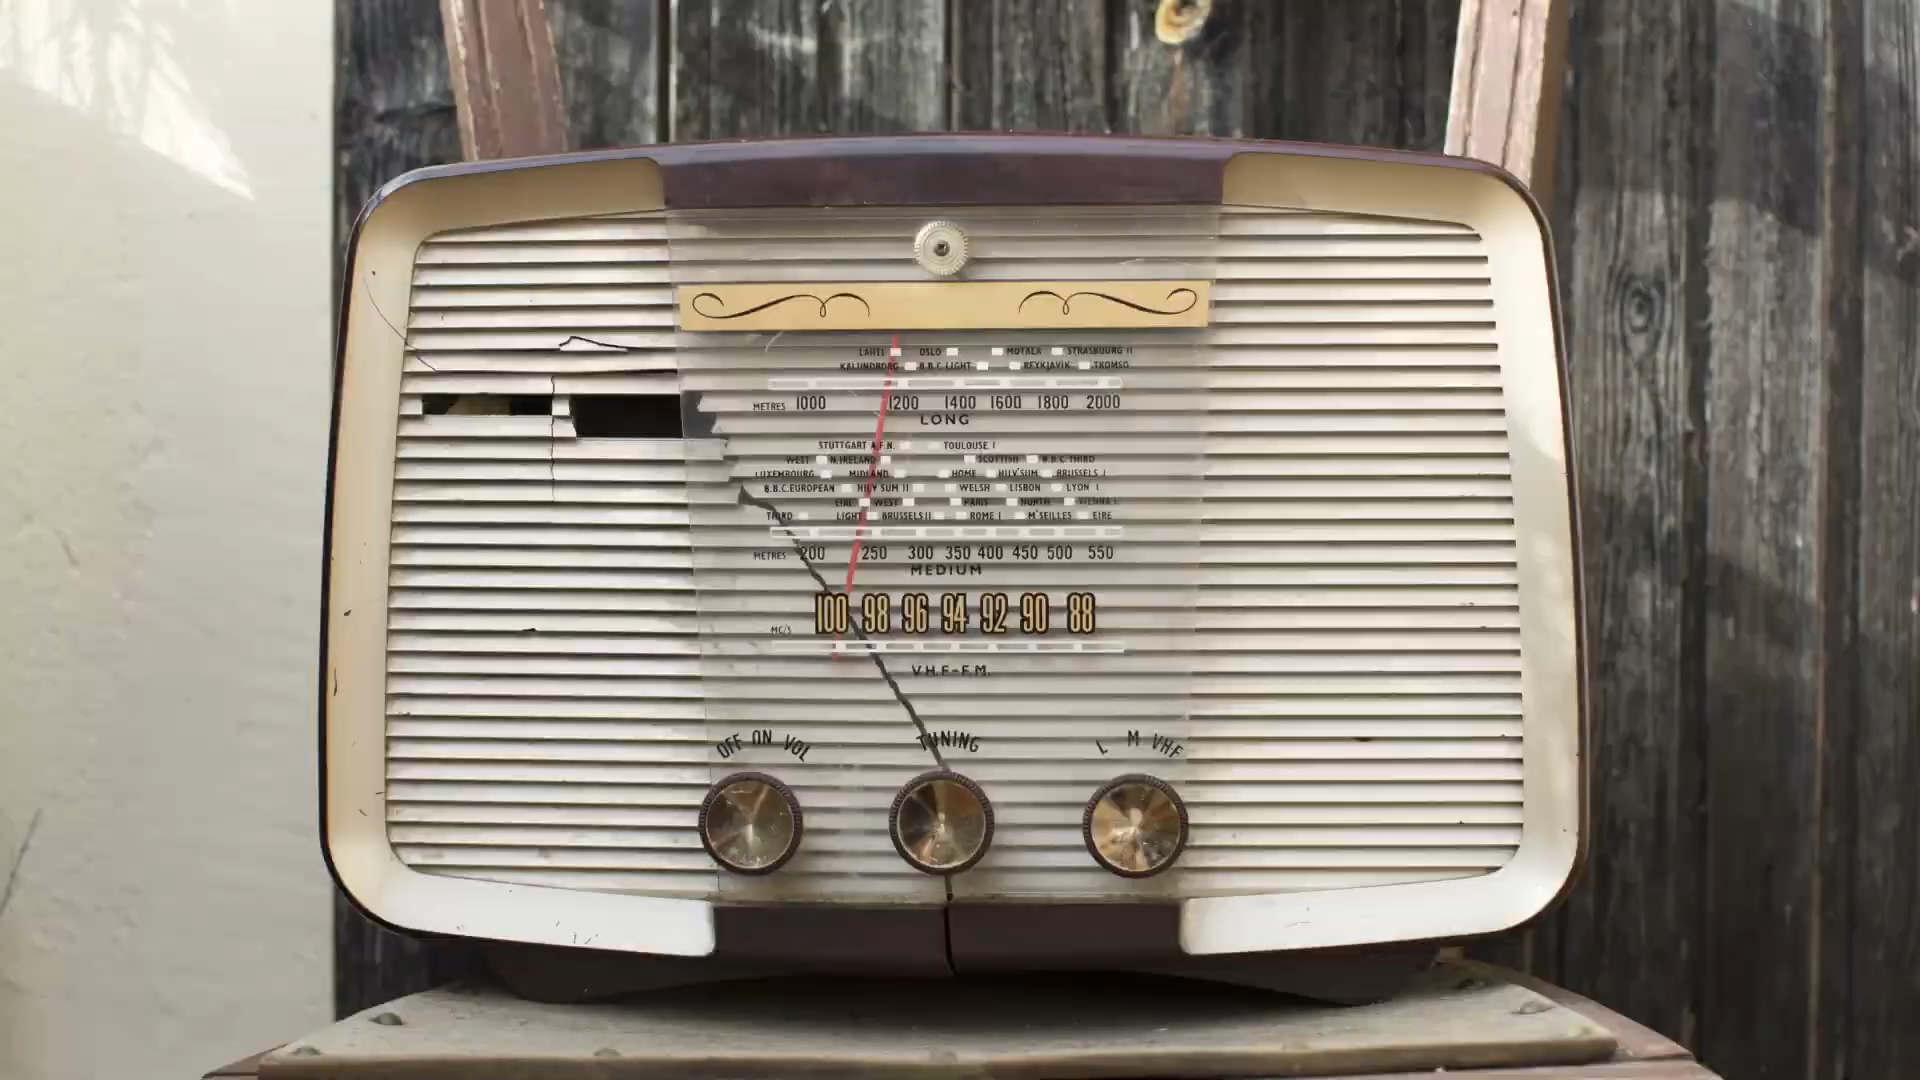 LAHTI OSLO MOTALA STRASBOURG II
KALUNDBORG B.B.C LIGHT REYKJAVIK TROMSO
METRES 1000 1200 1400 1600 1800 2000
LONG
STUTTGART A.F.N. TOULOUSE I
WEST N.IRELAND SCOTTISH B.B.C. THIRD
LUXEMBOURG MIDLAND HOME HILV'SUM BRUSSELS I
B.B.C. EUROPEAN HILV'SUM II WELSH LISBON LYON I
EIRE WEST PARIS NORTH VIENNA I
THIRD LIGHT BRUSSELS II ROME I M'SEILLES EIRE
METRES 200 250 300 350 400 450 500 550
MEDIUM
MC/S 100 98 96 94 92 90 88
V.H.F-F.M.
OFF ON VOL TUNING L M VHF